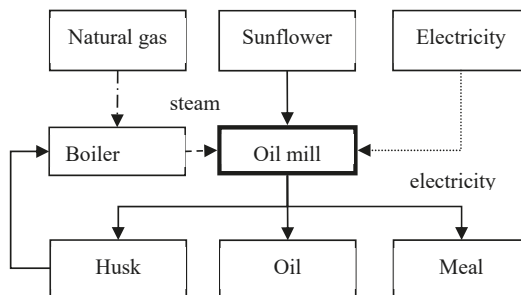 Natural gas
Sunflower
Electricity
steam
Boiler
Oil mill
electricity
Husk
Oil
Meal